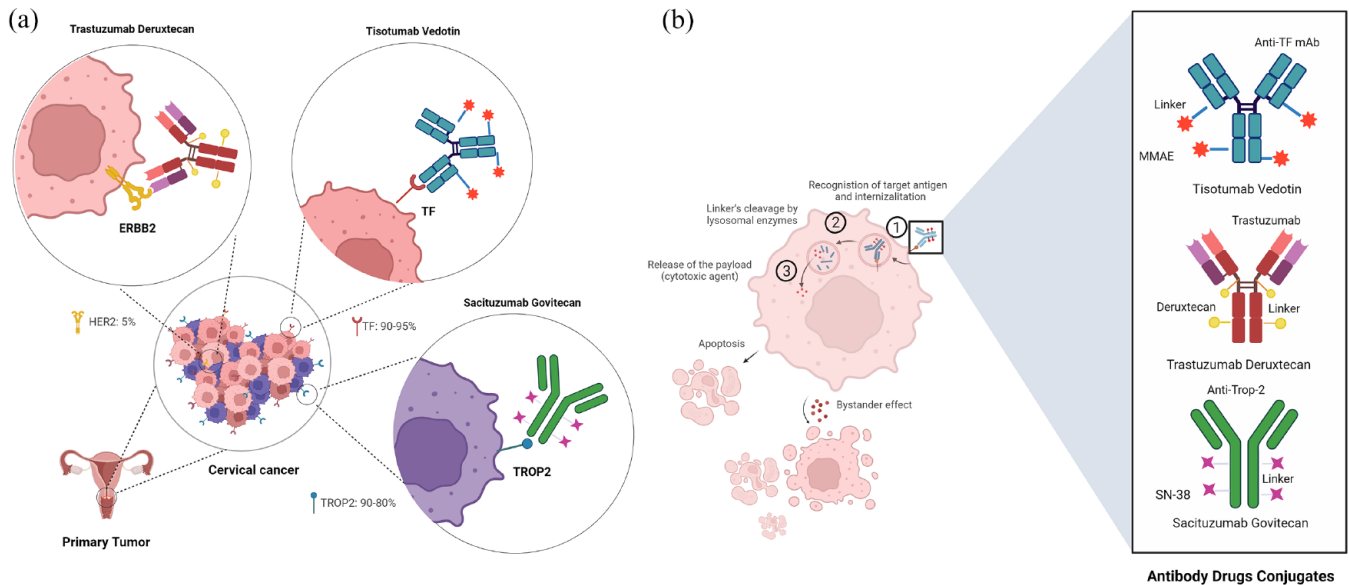 (a)
Trastuzumab Deruxtecan
Tisotumab Vedotin
ERBB2
TF
HER2: 5%
TF: 90-95%
Sacituzumab Govitecan
Cervical cancer
TROP2
TROP2: 90-80%
Primary Tumor
(b)
Recognistion of target antigen
and internizalitation
Linker's cleavage by
lysosomal enzymes
1
2
3
Release of the payload
(cytotoxic agent)
Apoptosis
Bystander effect
Anti-TF mAb
Linker
MMAE
Tisotumab Vedotin
Trastuzumab
Deruxtecan
Linker
Trastuzumab Deruxtecan
Anti-Trop-2
Linker
SN-38
Sacituzumab Govitecan
Antibody Drugs Conjugates